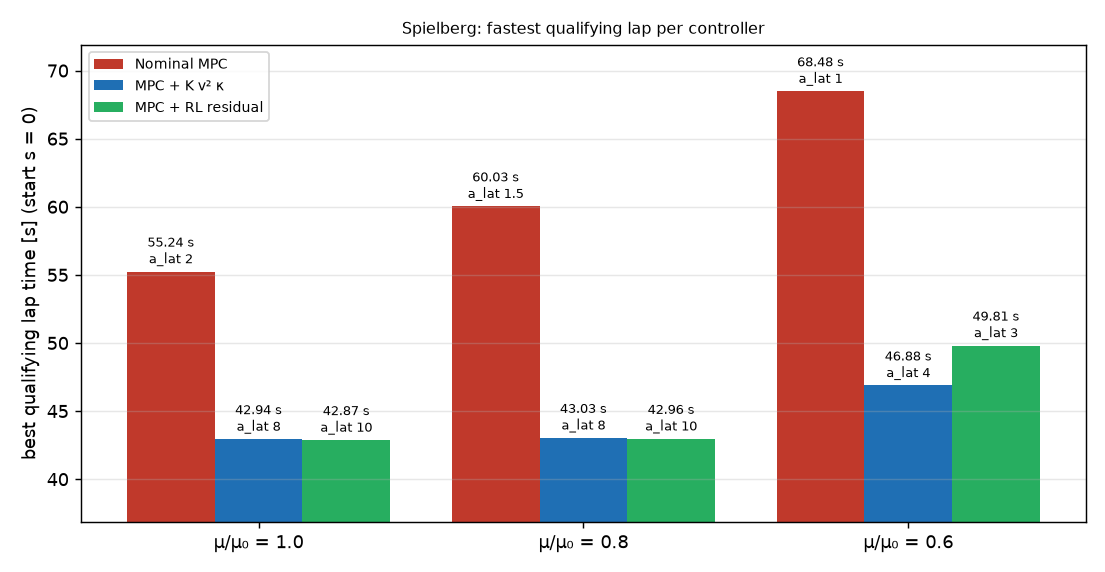 Spielberg: fastest qualifying lap per controller
Nominal MPC
MPC + K v² κ
MPC + RL residual
best qualifying lap time [s] (start s = 0)
70
65
60
55
50
45
40
55.24 s
a_lat 2
42.94 s
a_lat 8
42.87 s
a_lat 10
60.03 s
a_lat 1.5
43.03 s
a_lat 8
42.96 s
a_lat 10
68.48 s
a_lat 1
46.88 s
a_lat 4
49.81 s
a_lat 3
μ/μ₀ = 1.0
μ/μ₀ = 0.8
μ/μ₀ = 0.6